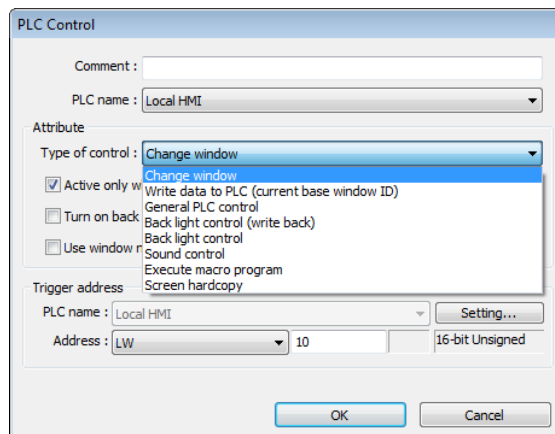 PLC Control
Comment :
PLC name : Local HMI
Attribute
Type of control : Change window
Change window
Active only w
Write data to PLC (current base window ID)
General PLC control
Turn on back
Back light control (write back)
Back light control
Use window
Sound control
Execute macro program
Screen hardcopy
Trigger address
PLC name : Local HMI Setting...
Address : LW 10 16-bit Unsigned
OK Cancel